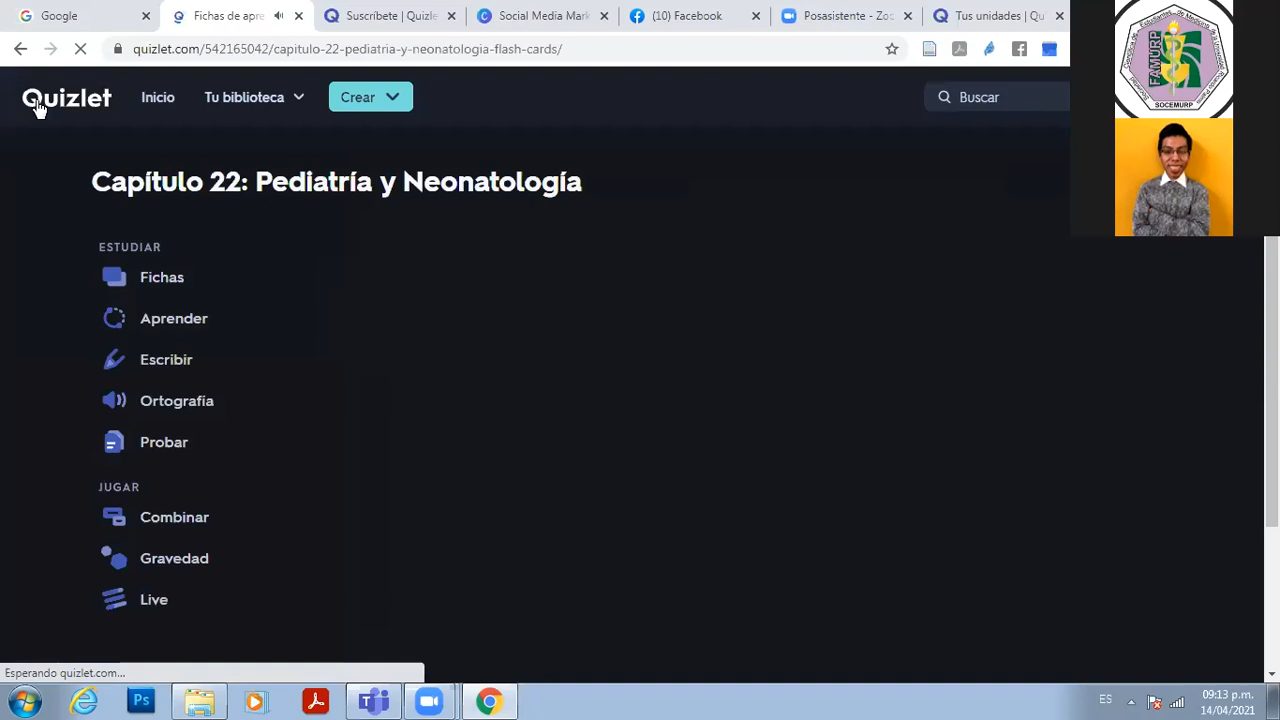 Google
Fichas de apre
Suscríbete | Quizle
Social Media Mark
(10) Facebook
Posasistente - Zoo
Tus unidades | Qu
quizlet.com/542165042/capitulo-22-pediatria-y-neonatologia-flash-cards/
Quizlet
Inicio
Tu biblioteca
Crear
Buscar
FAMURP
SOCEMURP
Capítulo 22: Pediatría y Neonatología
ESTUDIAR
Fichas
Aprender
Escribir
Ortografía
Probar
JUGAR
Combinar
Gravedad
Live
Esperando quizlet.com...
Ps
ES
09:13 p.m.
14/04/2021